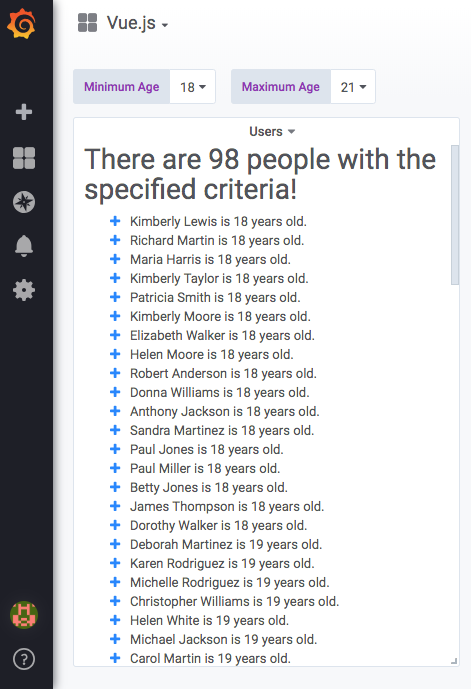 Vue.js
Minimum Age 18 Maximum Age 21
Users
There are 98 people with the
specified criteria!
Kimberly Lewis is 18 years old.
Richard Martin is 18 years old.
Maria Harris is 18 years old.
Kimberly Taylor is 18 years old.
Patricia Smith is 18 years old.
Kimberly Moore is 18 years old.
Elizabeth Walker is 18 years old.
Helen Moore is 18 years old.
Robert Anderson is 18 years old.
Donna Williams is 18 years old.
Anthony Jackson is 18 years old.
Sandra Martinez is 18 years old.
Paul Jones is 18 years old.
Paul Miller is 18 years old.
Betty Jones is 18 years old.
James Thompson is 18 years old.
Dorothy Walker is 18 years old.
Deborah Martinez is 19 years old.
Karen Rodriguez is 19 years old.
Michelle Rodriguez is 19 years old.
Christopher Williams is 19 years old.
Helen White is 19 years old.
Michael Jackson is 19 years old.
Carol Martin is 19 years old.